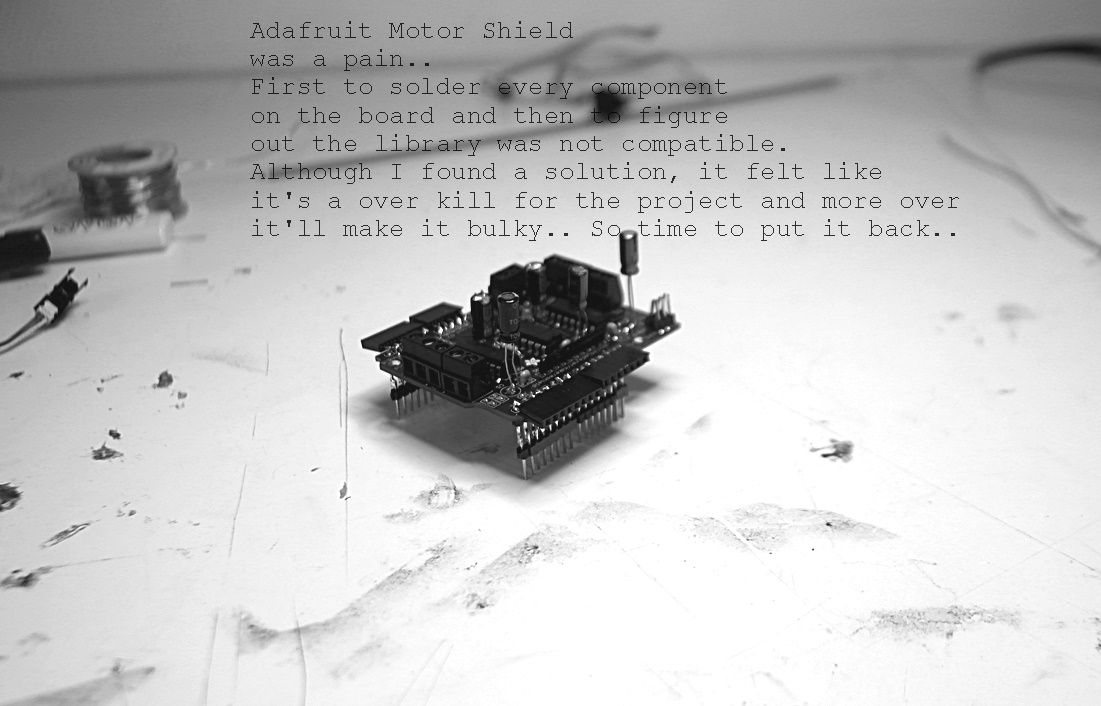 Adafruit Motor Shield
was a pain..
First to solder every component
on the board and then to figure
out the library was not compatible.
Although I found a solution, it felt like
it's a over kill for the project and more over
it'll make it bulky.. So time to put it back..